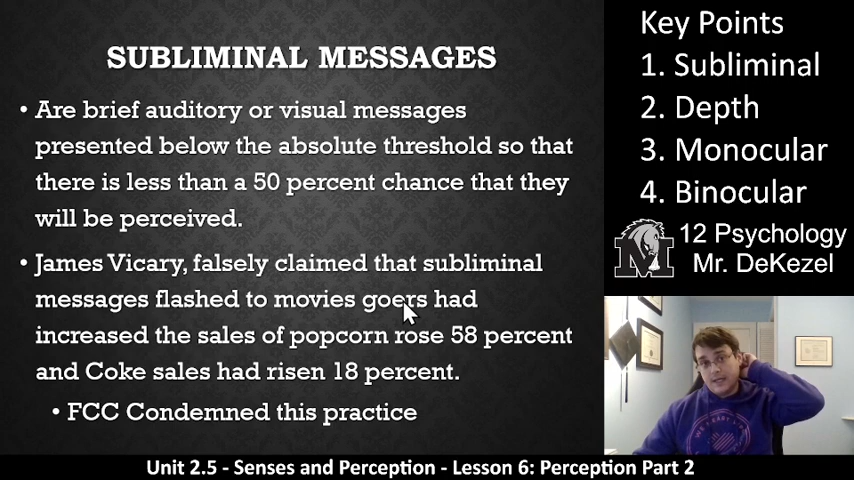 SUBLIMINAL MESSAGES
• Are brief auditory or visual messages
presented below the absolute threshold so that
there is less than a 50 percent chance that they
will be perceived.
• James Vicary, falsely claimed that subliminal
messages flashed to movies goers had
increased the sales of popcorn rose 58 percent
and Coke sales had risen 18 percent.
• FCC Condemned this practice
Key Points
1. Subliminal
2. Depth
3. Monocular
4. Binocular
M
12 Psychology
Mr. DeKezel
Unit 2.5 - Senses and Perception - Lesson 6: Perception Part 2